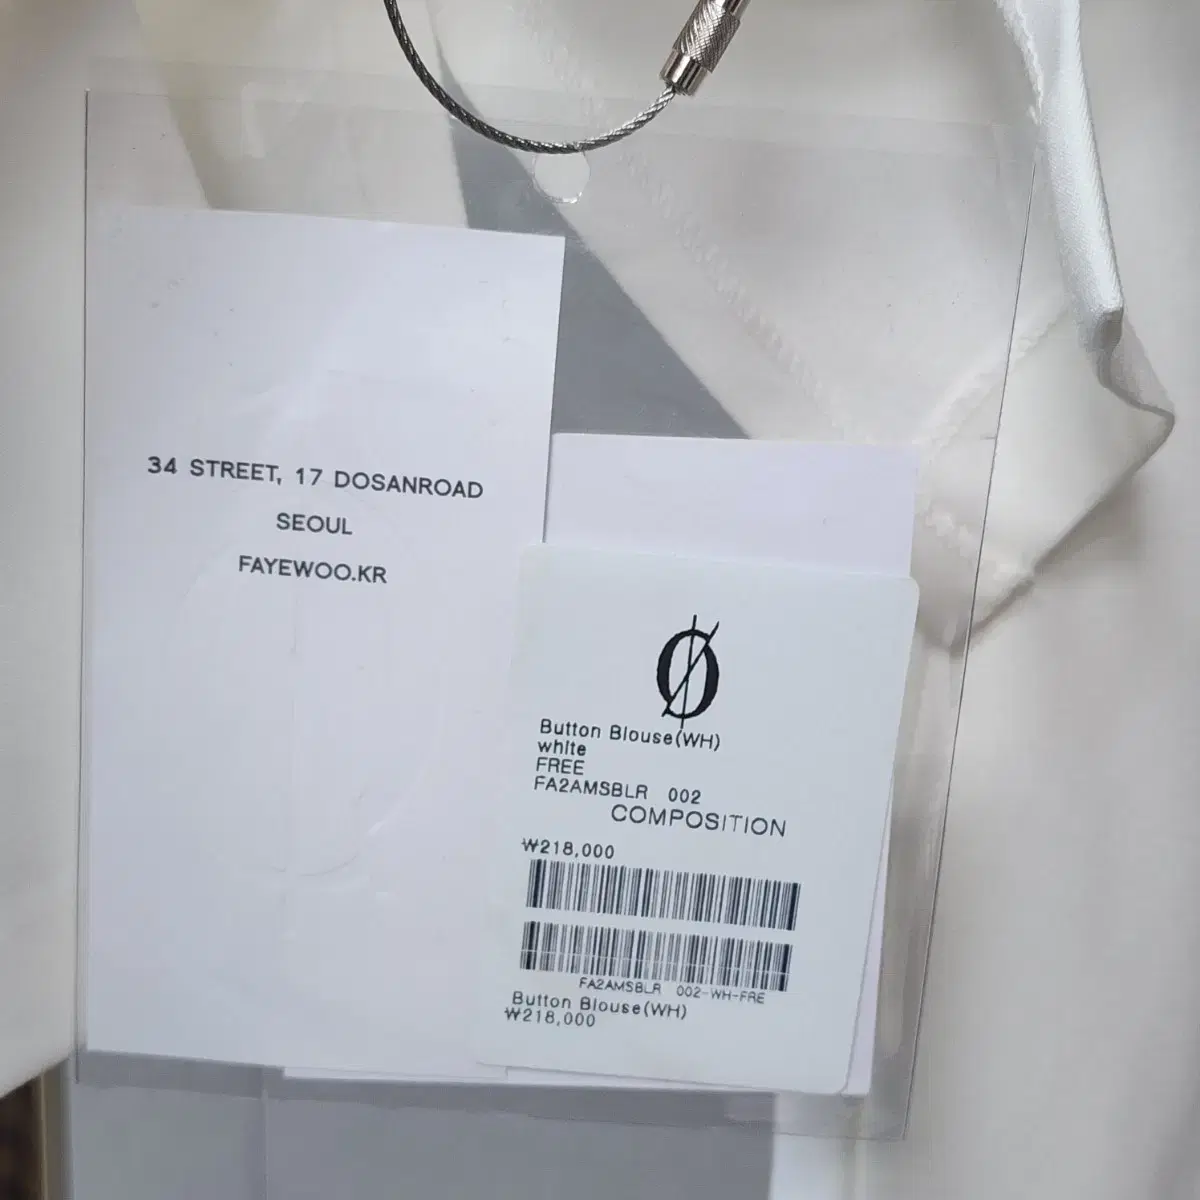 34 STREET, 17 DOSANROAD
SEOUL
FAYEWOO.KR
Button Blouse(WH)
white
FREE
FA2AMSBLR 002
COMPOSITION
₩218,000
FA2AMSBLR 002-WH-FRE
Button Blouse(WH)
₩218,000